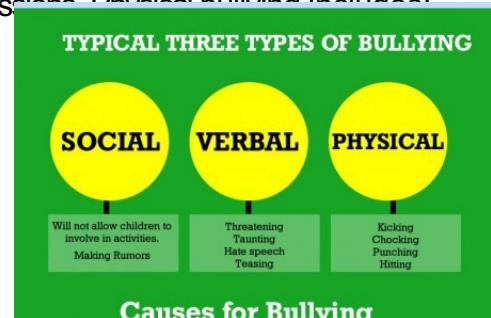 TYPICAL THREE TYPES OF BULLYING
SOCIAL
VERBAL
PHYSICAL
Will not allow children to
involve in activities.
Making Rumors
Threatening
Taunting
Hate speech
Teasing
Kicking
Chocking
Punching
Hitting
Causes for Bullying